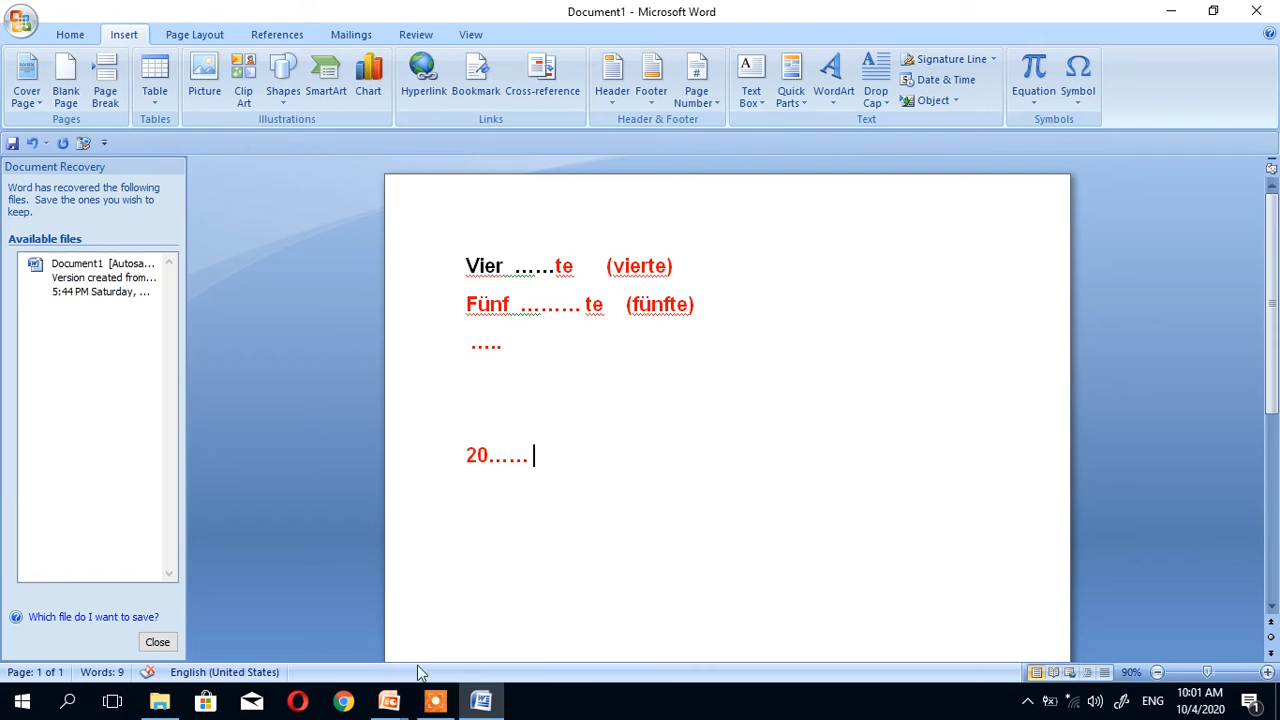 Document1 - Microsoft Word
Home Insert Page Layout References Mailings Review View
Cover Page
Blank Page
Page Break
Table
Picture
Clip Art
Shapes
SmartArt
Chart
Hyperlink
Bookmark
Cross-reference
Header
Footer
Page Number
Text Box
Quick Parts
WordArt
Drop Cap
Signature Line
Date & Time
Object
Equation
Symbol
Pages Tables Illustrations Links Header & Footer Text Symbols
Document Recovery
Word has recovered the following
files. Save the ones you wish to
keep.
Available files
Document1 [Autosa...
Version created from...
5:44 PM Saturday, ...
Which file do I want to save?
Close
Vier ……te (vierte)
Fünf ……… te (fünfte)
…..
20……
Page: 1 of 1 Words: 9 English (United States) 90%
ENG 10:01 AM
10/4/2020
1